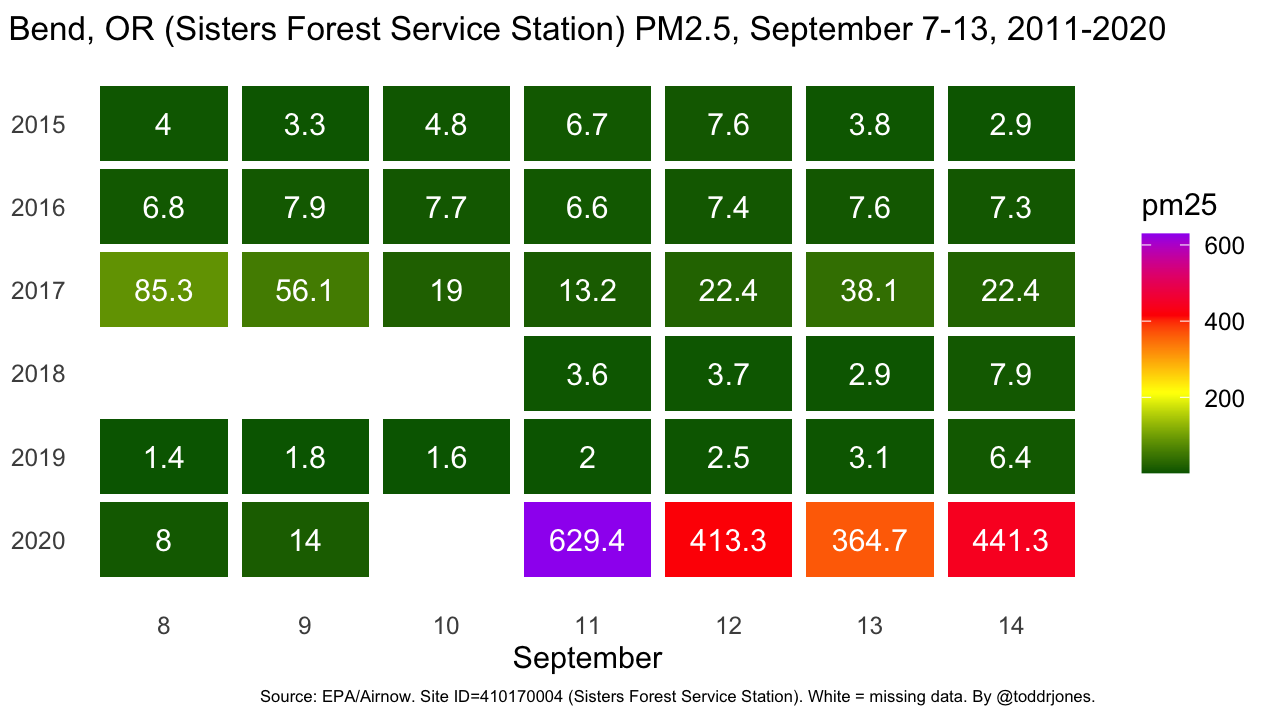 Bend, OR (Sisters Forest Service Station) PM2.5, September 7-13, 2011-2020
2015 4 3.3 4.8 6.7 7.6 3.8 2.9
2016 6.8 7.9 7.7 6.6 7.4 7.6 7.3
2017 85.3 56.1 19 13.2 22.4 38.1 22.4
2018 3.6 3.7 2.9 7.9
2019 1.4 1.8 1.6 2 2.5 3.1 6.4
2020 8 14 629.4 413.3 364.7 441.3
8 9 10 11 12 13 14
September
pm25
600
400
200
Source: EPA/Airnow. Site ID=410170004 (Sisters Forest Service Station). White = missing data. By @toddrjones.